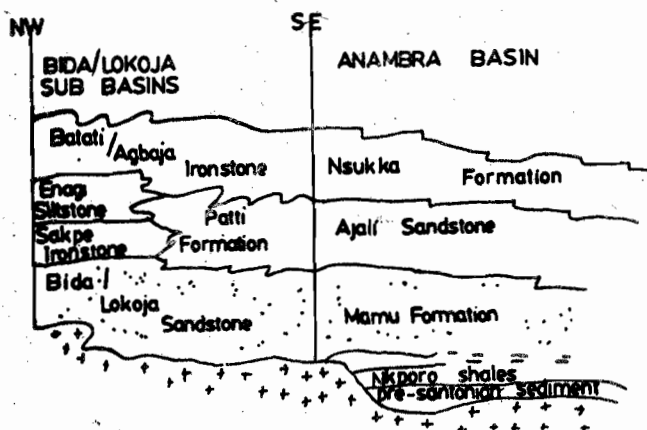 NW
SE
BIDA/LOKOJA
SUB BASINS
ANAMBRA BASIN
Batati/Agbaja Ironstone
Nsukka Formation
Enagi
Siltstone
Patti
Formation
Ajali Sandstone
Sakpe
Ironstone
Bida/
Lokoja
Sandstone
Mamu Formation
Nkporo shales
pre-santonian sediment